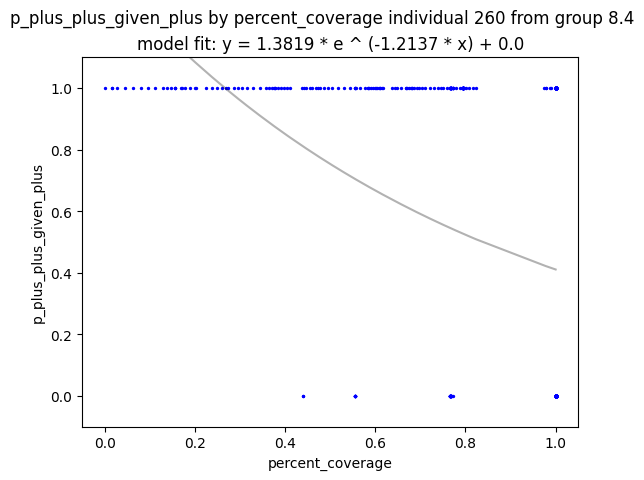 p_plus_plus_given_plus by percent_coverage individual 260 from group 8.4
model fit: y = 1.3819 * e ^ (-1.2137 * x) + 0.0
1.0
0.8
0.6
0.4
0.2
0.0
p_plus_plus_given_plus
0.0 0.2 0.4 0.6 0.8 1.0
percent_coverage